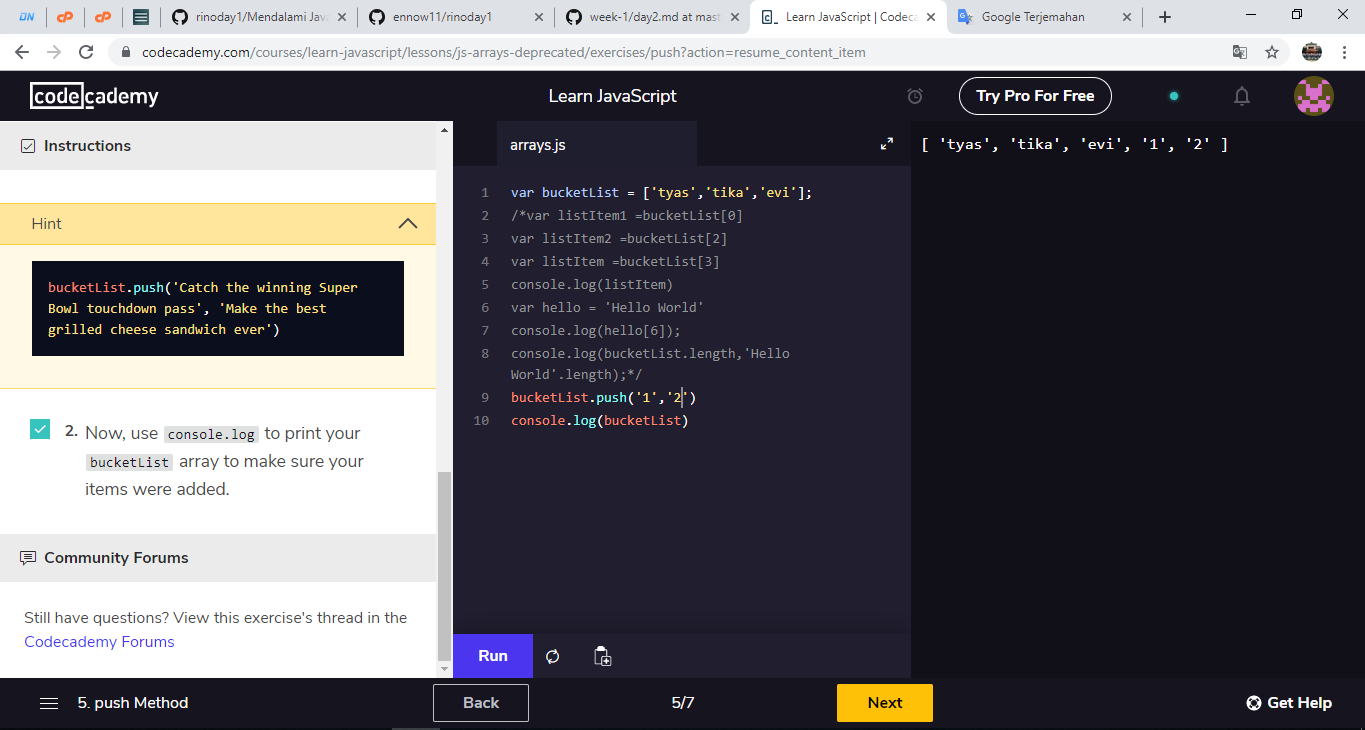 DN
cP
cP
rinoday1/Mendalami Java
ennow11/rinoday1
week-1/day2.md at mast
Learn JavaScript | Codeca
Google Terjemahan
codecademy.com/courses/learn-javascript/lessons/js-arrays-deprecated/exercises/push?action=resume_content_item
codecademy
Learn JavaScript
Try Pro For Free
Instructions
Hint
bucketList.push('Catch the winning Super
Bowl touchdown pass', 'Make the best
grilled cheese sandwich ever')
2. Now, use console.log to print your
bucketList array to make sure your
items were added.
Community Forums
Still have questions? View this exercise's thread in the
Codecademy Forums
arrays.js
1 var bucketList = ['tyas','tika','evi'];
2 /*var listItem1 =bucketList[0]
3 var listItem2 =bucketList[2]
4 var listItem =bucketList[3]
5 console.log(listItem)
6 var hello = 'Hello World'
7 console.log(hello[6]);
8 console.log(bucketList.length,'Hello
World'.length);*/
9 bucketList.push('1','2')
10 console.log(bucketList)
Run
[ 'tyas', 'tika', 'evi', '1', '2' ]
5. push Method
Back
5/7
Next
Get Help